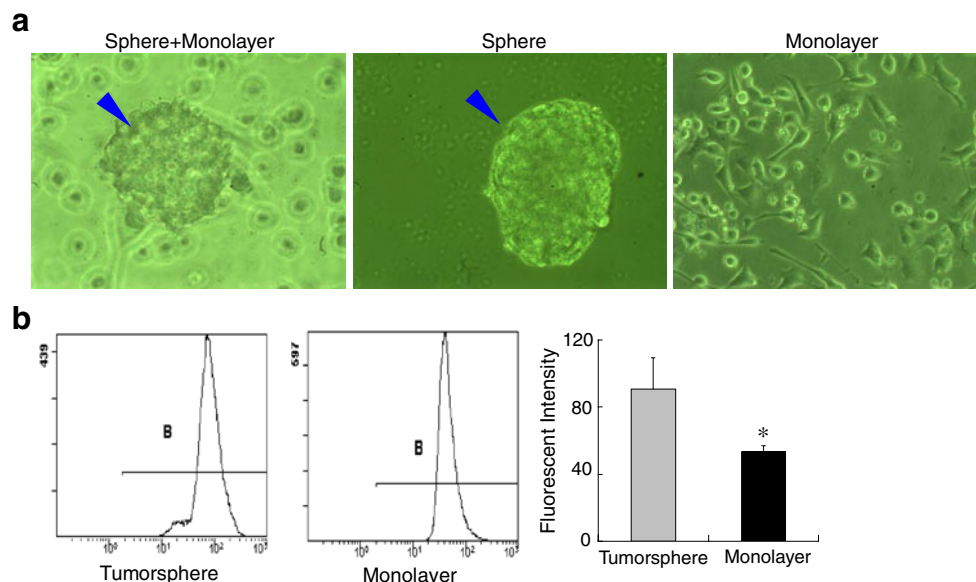 a
Sphere+Monolayer
Sphere
Monolayer
b
439
B
10⁰ 10¹ 10² 10³
Tumorsphere
597
B
10⁰ 10¹ 10² 10³
Monolayer
Fluorescent Intensity
120
80
40
0
*
Tumorsphere
Monolayer